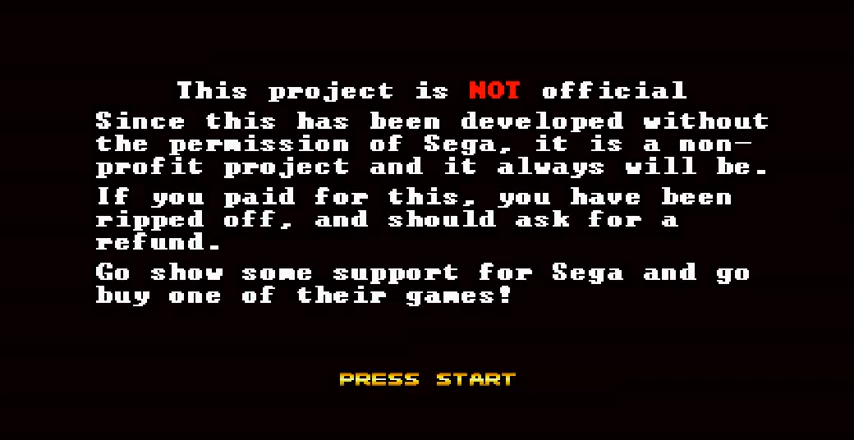 This project is NOT official
Since this has been developed without
the permission of Sega, it is a non-
profit project and it always will be.
If you paid for this, you have been
ripped off, and should ask for a
refund.
Go show some support for Sega and go
buy one of their games!
PRESS START